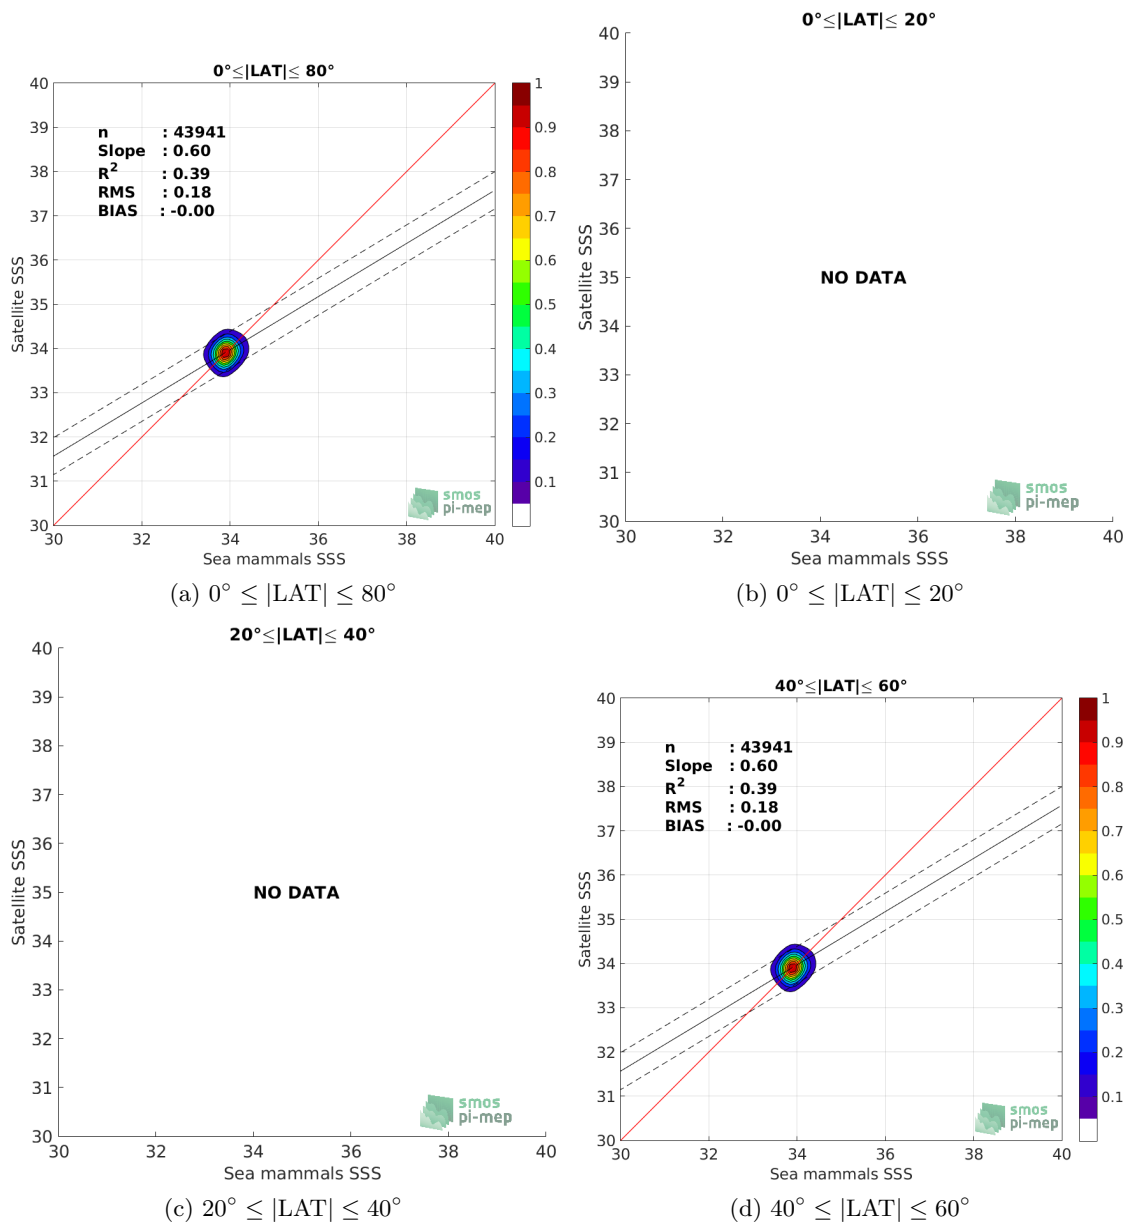 0°≤|LAT|≤ 80°
40
39
38
37
36
35
34
33
32
31
30
Satellite SSS
n : 43941
Slope : 0.60
R2 : 0.39
RMS : 0.18
BIAS : -0.00
smos
pi-mep
30 32 34 36 38 40
Sea mammals SSS
1
0.9
0.8
0.7
0.6
0.5
0.4
0.3
0.2
0.1
(a) 0° ≤ |LAT| ≤ 80°
0°≤|LAT|≤ 20°
40
39
38
37
36
35
34
33
32
31
30
Satellite SSS
NO DATA
smos
pi-mep
30 32 34 36 38 40
Sea mammals SSS
(b) 0° ≤ |LAT| ≤ 20°
20°≤|LAT|≤ 40°
40
39
38
37
36
35
34
33
32
31
30
Satellite SSS
NO DATA
smos
pi-mep
30 32 34 36 38 40
Sea mammals SSS
(c) 20° ≤ |LAT| ≤ 40°
40°≤|LAT|≤ 60°
40
39
38
37
36
35
34
33
32
31
30
Satellite SSS
n : 43941
Slope : 0.60
R2 : 0.39
RMS : 0.18
BIAS : -0.00
smos
pi-mep
30 32 34 36 38 40
Sea mammals SSS
1
0.9
0.8
0.7
0.6
0.5
0.4
0.3
0.2
0.1
(d) 40° ≤ |LAT| ≤ 60°